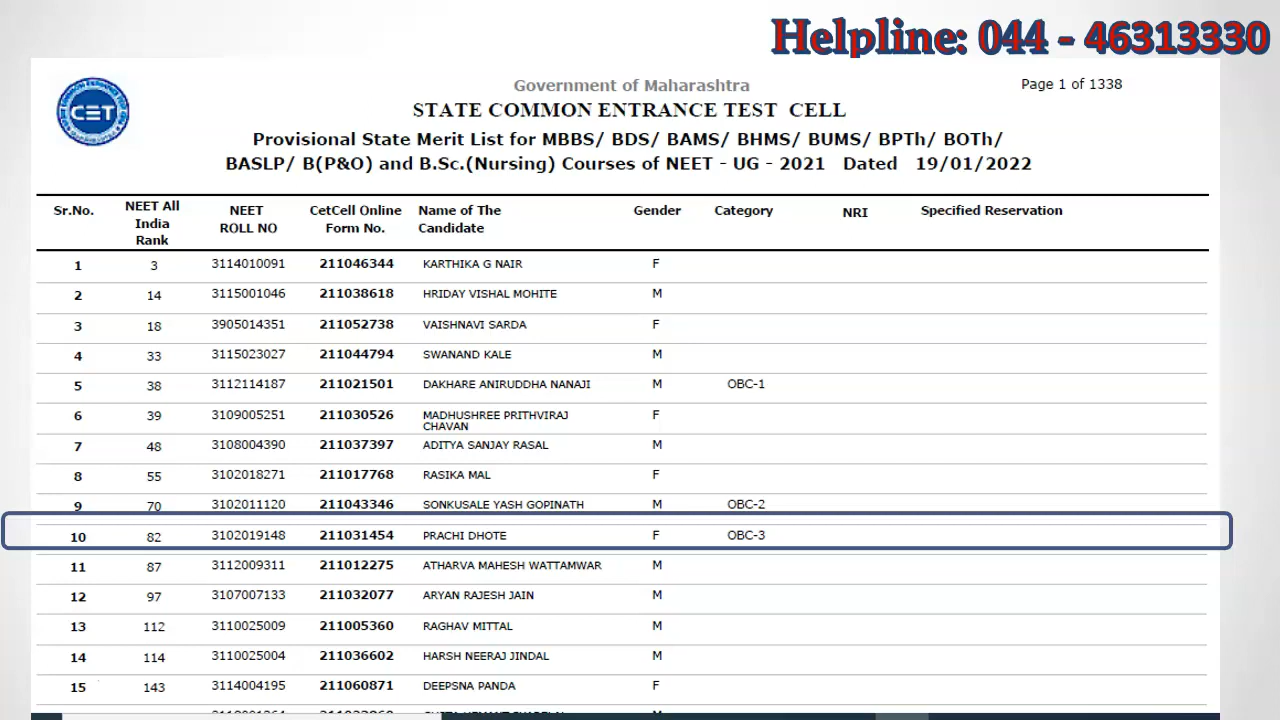 Helpline: 044 - 46313330
CET
Government of Maharashtra
Page 1 of 1338
STATE COMMON ENTRANCE TEST CELL
Provisional State Merit List for MBBS/ BDS/ BAMS/ BHMS/ BUMS/ BPTh/ BOTh/
BASLP/ B(P&O) and B.Sc.(Nursing) Courses of NEET - UG - 2021 Dated 19/01/2022
Sr.No. NEET All India Rank NEET ROLL NO CetCell Online Form No. Name of The Candidate Gender Category NRI Specified Reservation
1 3 3114010091 211046344 KARTHIKA G NAIR F
2 14 3115001046 211038618 HRIDAY VISHAL MOHITE M
3 18 3905014351 211052738 VAISHNAVI SARDA F
4 33 3115023027 211044794 SWANAND KALE M
5 38 3112114187 211021501 DAKHARE ANIRUDDHA NANAJI M OBC-1
6 39 3109005251 211030526 MADHUSHREE PRITHVIRAJ CHAVAN F
7 48 3108004390 211037397 ADITYA SANJAY RASAL M
8 55 3102018271 211017768 RASIKA MAL F
9 70 3102011120 211043346 SONKUSALE YASH GOPINATH M OBC-2
10 82 3102019148 211031454 PRACHI DHOTE F OBC-3
11 87 3112009311 211012275 ATHARVA MAHESH WATTAMWAR M
12 97 3107007133 211032077 ARYAN RAJESH JAIN M
13 112 3110025009 211005360 RAGHAV MITTAL M
14 114 3110025004 211036602 HARSH NEERAJ JINDAL M
15 143 3114004195 211060871 DEEPSNA PANDA F